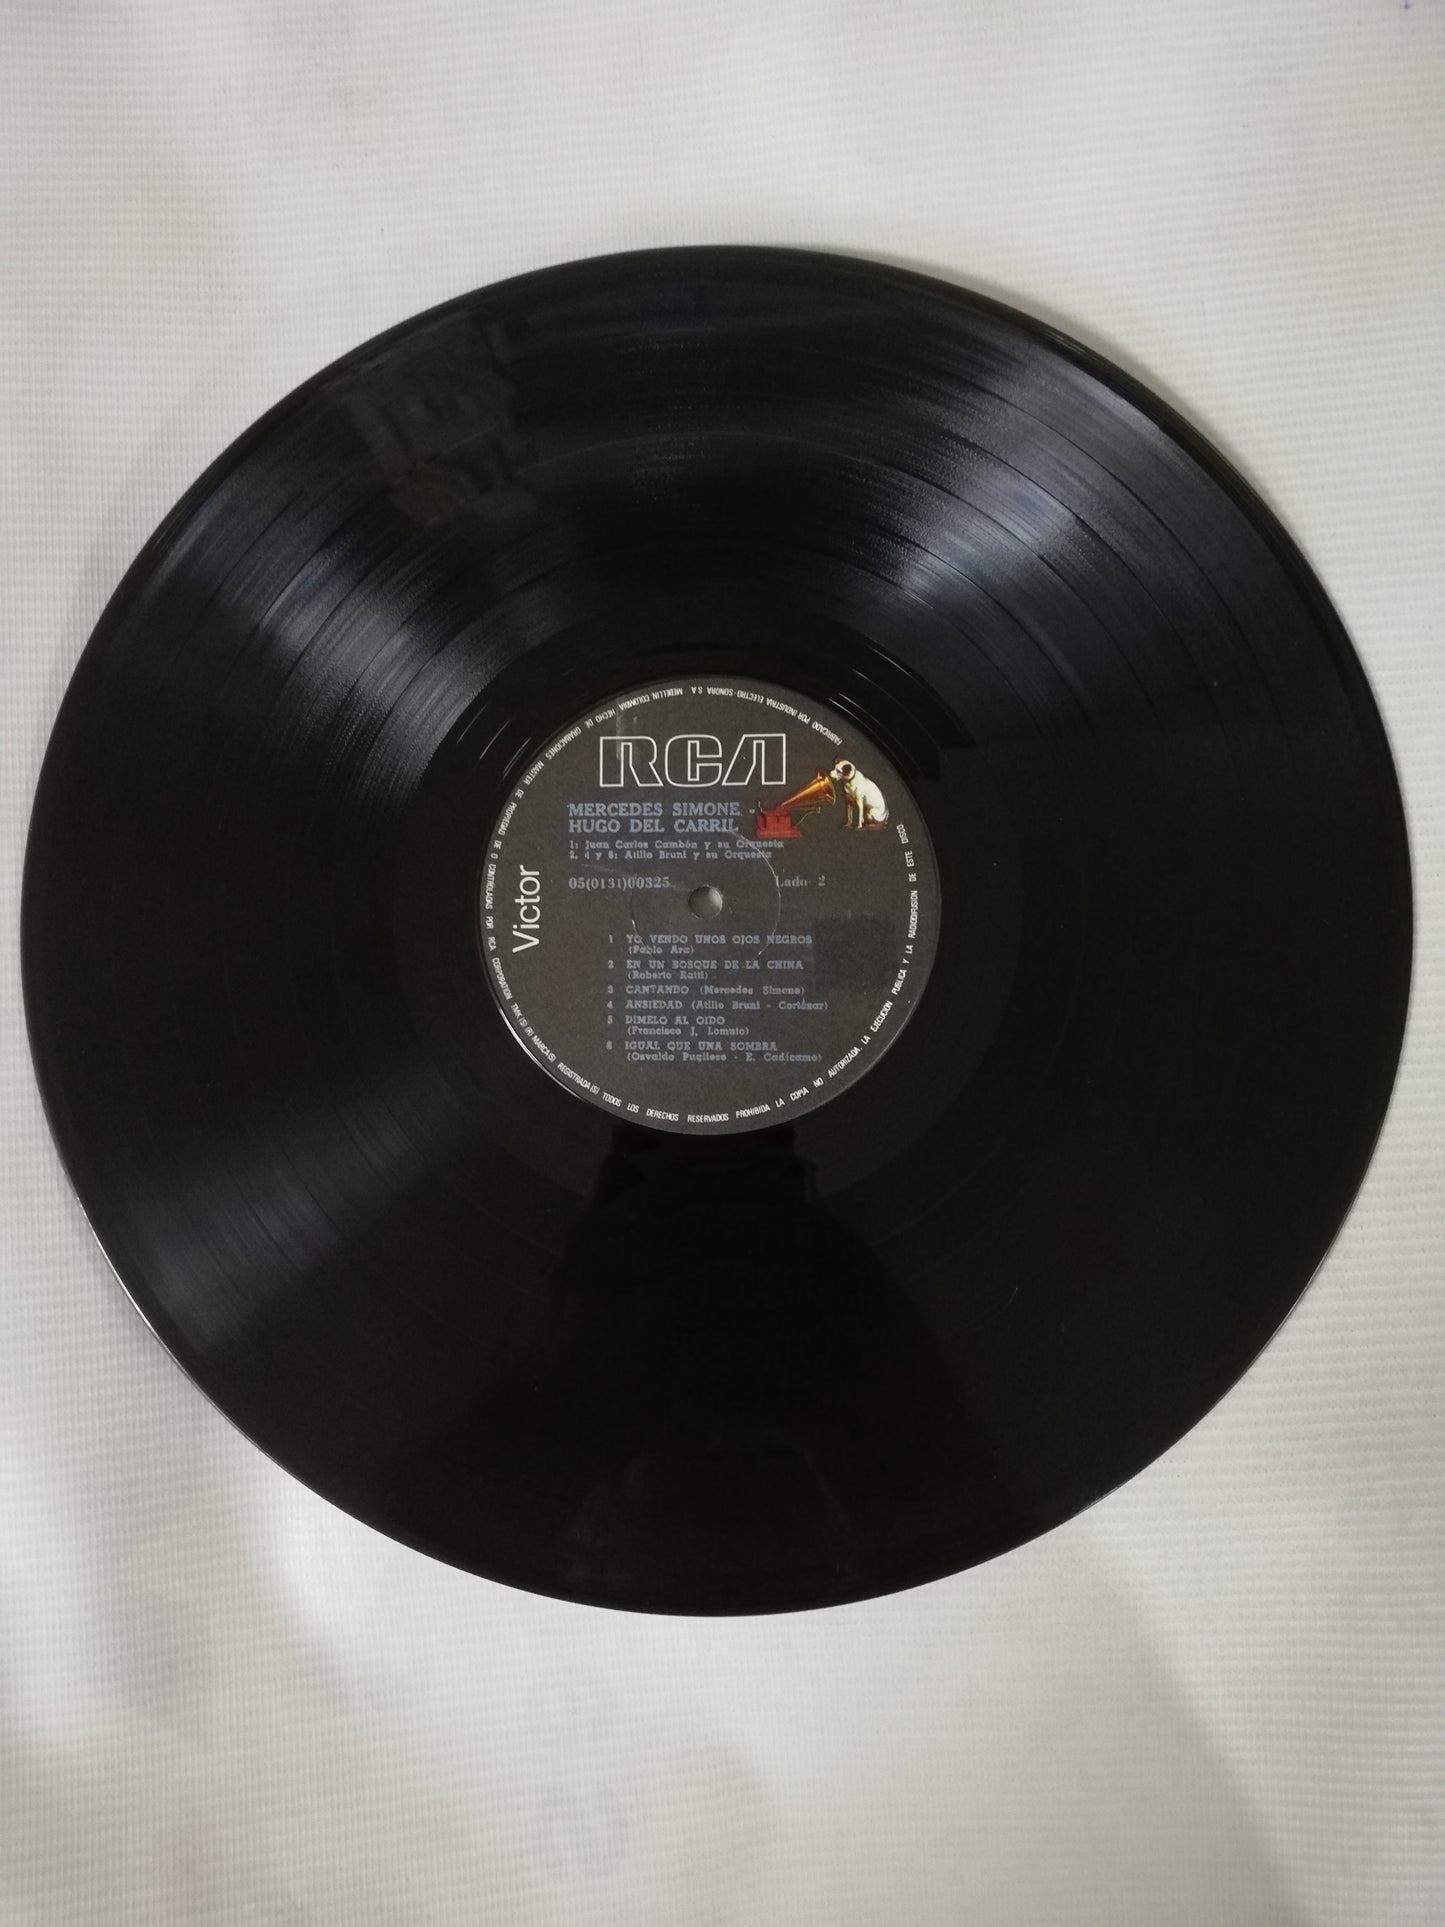 RCA
MERCEDES SIMONE -
HUGO DEL CARRIL
1: Juan Carlos Cambón y su Orquesta
2, 4 y 6: Atilio Bruni y su Orquesta
05(0131)00325
Lado 2
Victor
1 YO VENDO UNOS OJOS NEGROS
(Pablo Ara)
2 EN UN BOSQUE DE LA CHINA
(Roberto Ratti)
3 CANTANDO (Mercedes Simone)
4 ANSIEDAD (Atilio Bruni - Cortázar)
5 DIMELO AL OIDO
(Francisco J. Lomuto)
6 IGUAL QUE UNA SOMBRA
(Osvaldo Pugliese - E. Cadícamo)
FABRICADO POR INDUSTRIA ELECTRO-SONORA S.A. MEDELLIN COLOMBIA HECHO DE GRABACIONES MASTER DE PROPIEDAD DE O CONTROLADAS POR RCA CORPORATION TMK(S) (R) MARCA(S) REGISTRADA(S) TODOS LOS DERECHOS RESERVADOS PROHIBIDA LA COPIA NO AUTORIZADA, LA EJECUCION PUBLICA Y LA RADIODIFUSION DE ESTE DISCO.